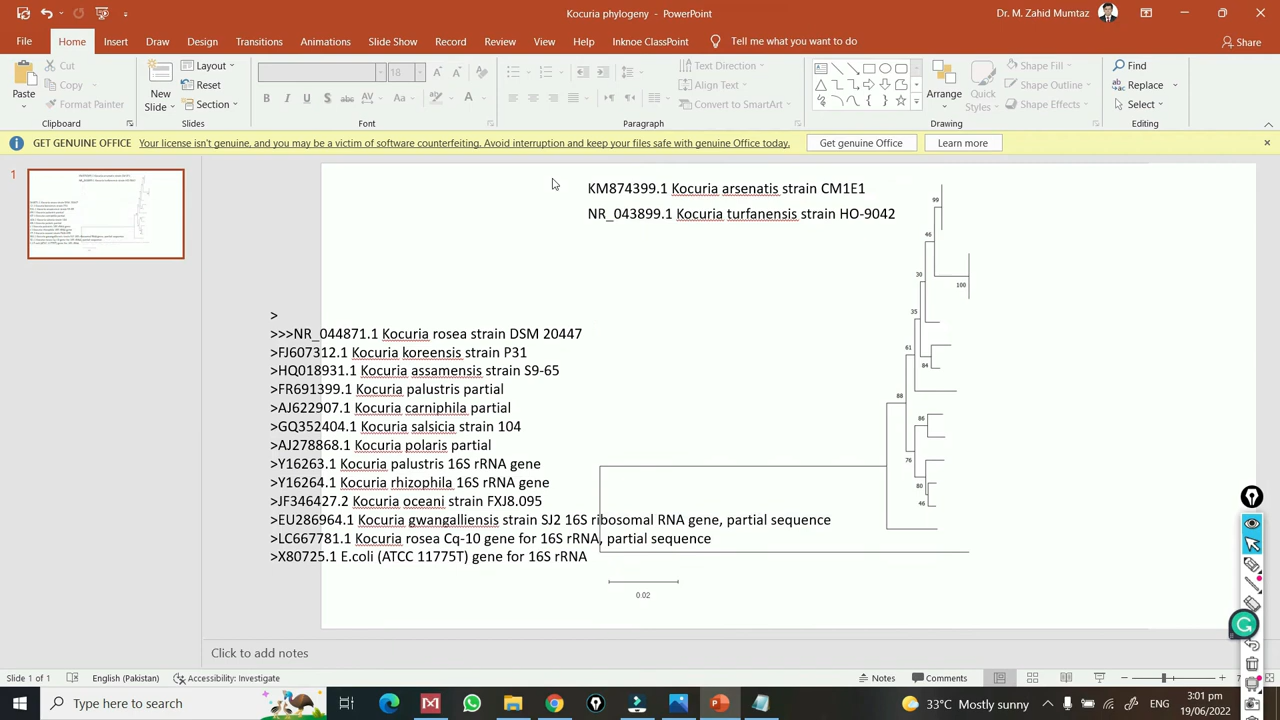 Kocuria phylogeny - PowerPoint
Dr. M. Zahid Mumtaz
File Home Insert Draw Design Transitions Animations Slide Show Record Review View Help Inknoe ClassPoint Tell me what you want to do Share
Paste
Cut
Copy
Format Painter
Clipboard
New Slide
Layout
Reset
Section
Slides
18
Font
Text Direction
Align Text
Convert to SmartArt
Paragraph
Arrange
Quick Styles
Shape Fill
Shape Outline
Shape Effects
Drawing
Find
Replace
Select
Editing
GET GENUINE OFFICE Your license isn't genuine, and you may be a victim of software counterfeiting. Avoid interruption and keep your files safe with genuine Office today. Get genuine Office Learn more
1
KM874399.1 Kocuria arsenatis strain CM1E1
NR_043899.1 Kocuria turfanensis strain HO-9042
>
>>>NR_044871.1 Kocuria rosea strain DSM 20447
>FJ607312.1 Kocuria koreensis strain P31
>HQ018931.1 Kocuria assamensis strain S9-65
>FR691399.1 Kocuria palustris partial
>AJ622907.1 Kocuria carniphila partial
>GQ352404.1 Kocuria salsicia strain 104
>AJ278868.1 Kocuria polaris partial
>Y16263.1 Kocuria palustris 16S rRNA gene
>Y16264.1 Kocuria rhizophila 16S rRNA gene
>JF346427.2 Kocuria oceani strain FXJ8.095
>EU286964.1 Kocuria gwangalliensis strain SJ2 16S ribosomal RNA gene, partial sequence
>LC667781.1 Kocuria rosea Cq-10 gene for 16S rRNA, partial sequence
>X80725.1 E.coli (ATCC 11775T) gene for 16S rRNA
99
46
30
100
35
61
84
88
86
76
80
46
0.02
Click to add notes
Slide 1 of 1 English (Pakistan) Accessibility: Investigate Notes Comments
Type here to search
33°C Mostly sunny
ENG
3:01 pm
19/06/2022